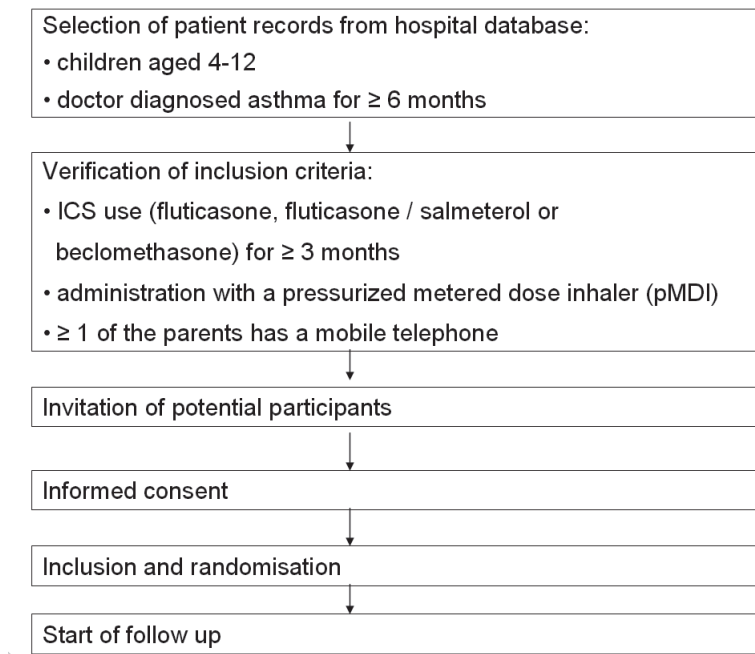 Selection of patient records from hospital database:
• children aged 4-12
• doctor diagnosed asthma for ≥ 6 months
Verification of inclusion criteria:
• ICS use (fluticasone, fluticasone / salmeterol or
beclomethasone) for ≥ 3 months
• administration with a pressurized metered dose inhaler (pMDI)
• ≥ 1 of the parents has a mobile telephone
Invitation of potential participants
Informed consent
Inclusion and randomisation
Start of follow up